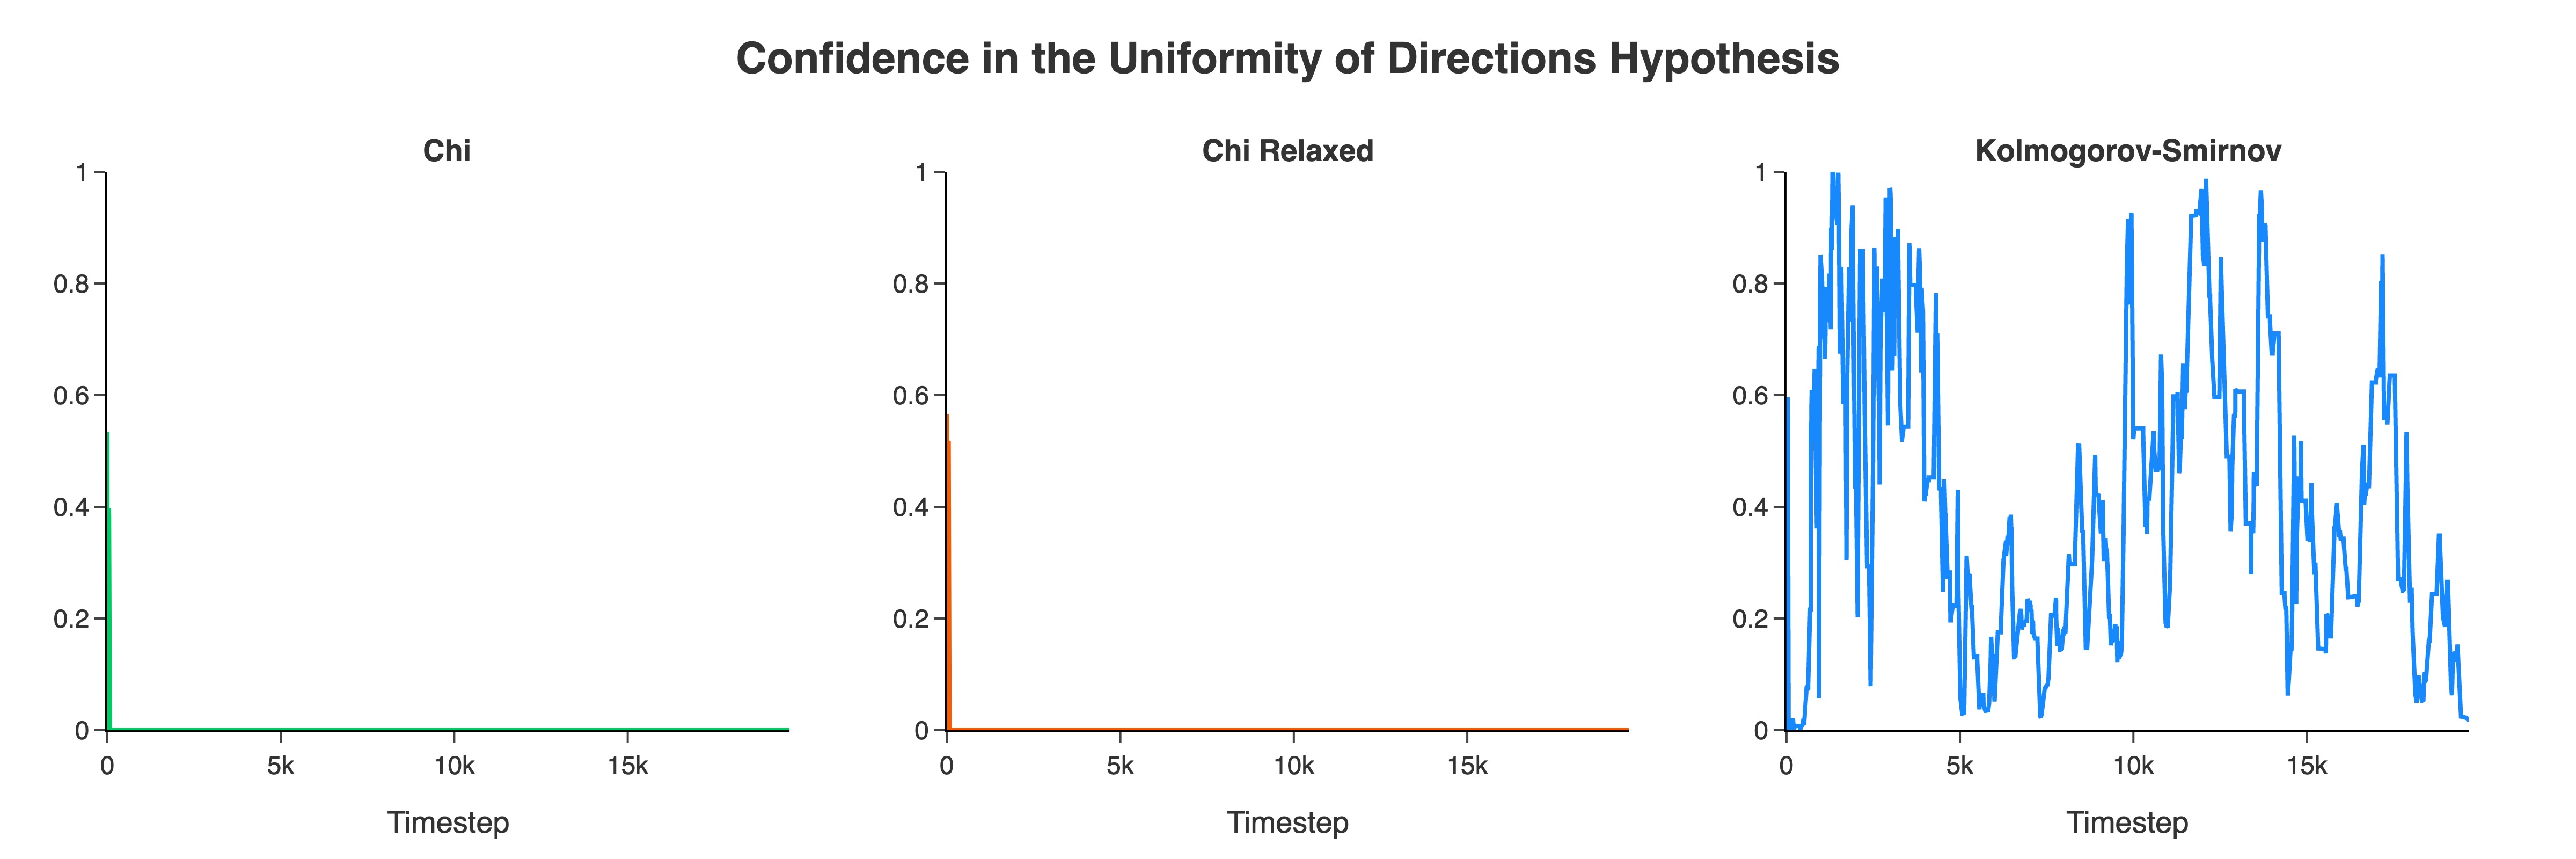 Confidence in the Uniformity of Directions Hypothesis
Chi
1
0.8
0.6
0.4
0.2
0
0 5k 10k 15k
Timestep
Chi Relaxed
1
0.8
0.6
0.4
0.2
0
0 5k 10k 15k
Timestep
Kolmogorov-Smirnov
1
0.8
0.6
0.4
0.2
0
0 5k 10k 15k
Timestep